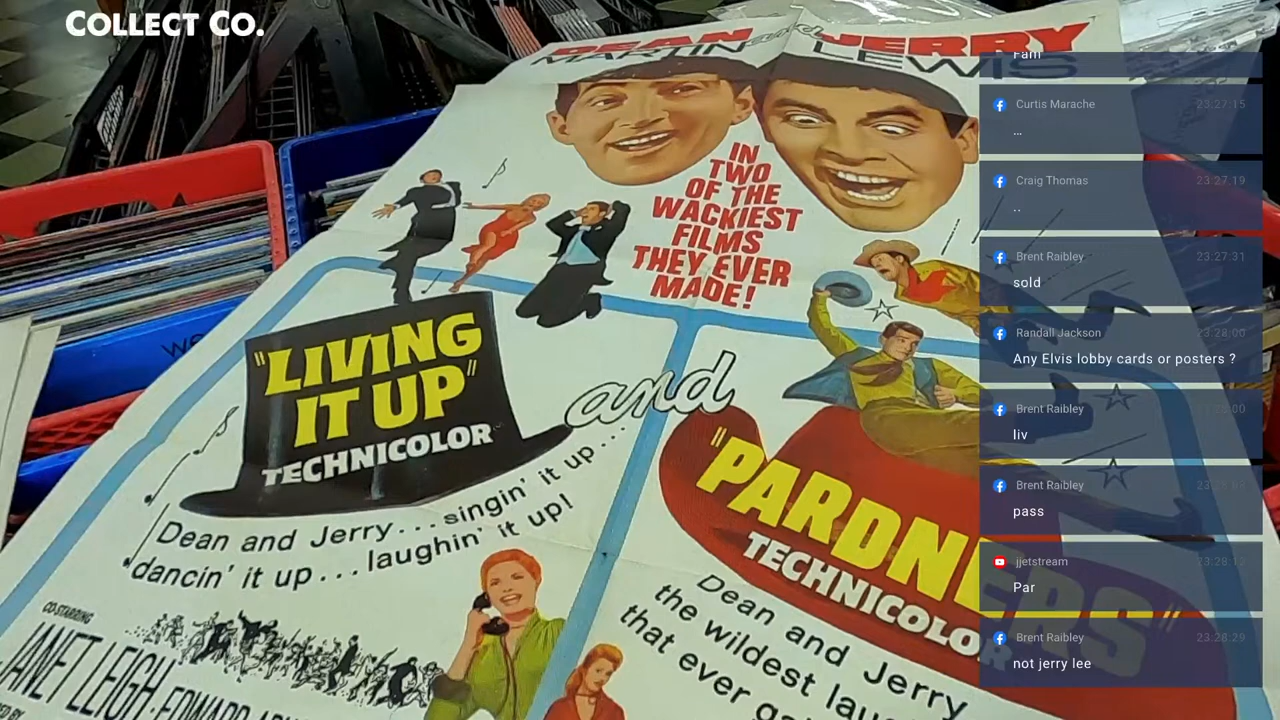 COLLECT CO.
DEAN MARTIN and JERRY LEWIS
IN
TWO
OF THE
WACKIEST
FILMS
THEY EVER
MADE!
"LIVING
IT UP"
TECHNICOLOR
and
"PARDNERS"
TECHNICOLOR
Dean and Jerry... singin' it up...
dancin' it up... laughin' it up!
Dean and Jerry
the wildest
that ever
CO-STARRING
JANET LEIGH
Fam
Curtis Marache 23:27:15
...
Craig Thomas 23:27:19
..
Brent Raibley 23:27:31
sold
Randall Jackson 23:28:00
Any Elvis lobby cards or posters ?
Brent Raibley
liv
Brent Raibley
pass
jjetstream
Par
Brent Raibley 23:28:29
not jerry lee